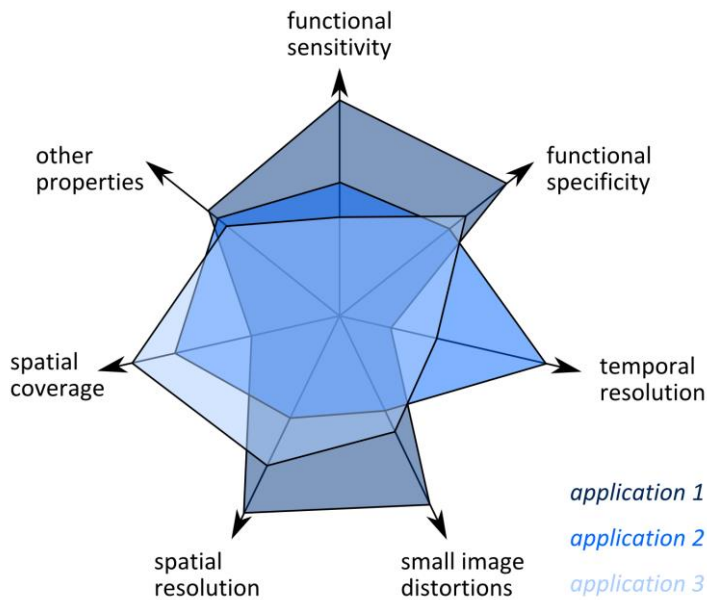 functional
sensitivity
other
properties
functional
specificity
spatial
coverage
temporal
resolution
spatial
resolution
small image
distortions
application 1
application 2
application 3